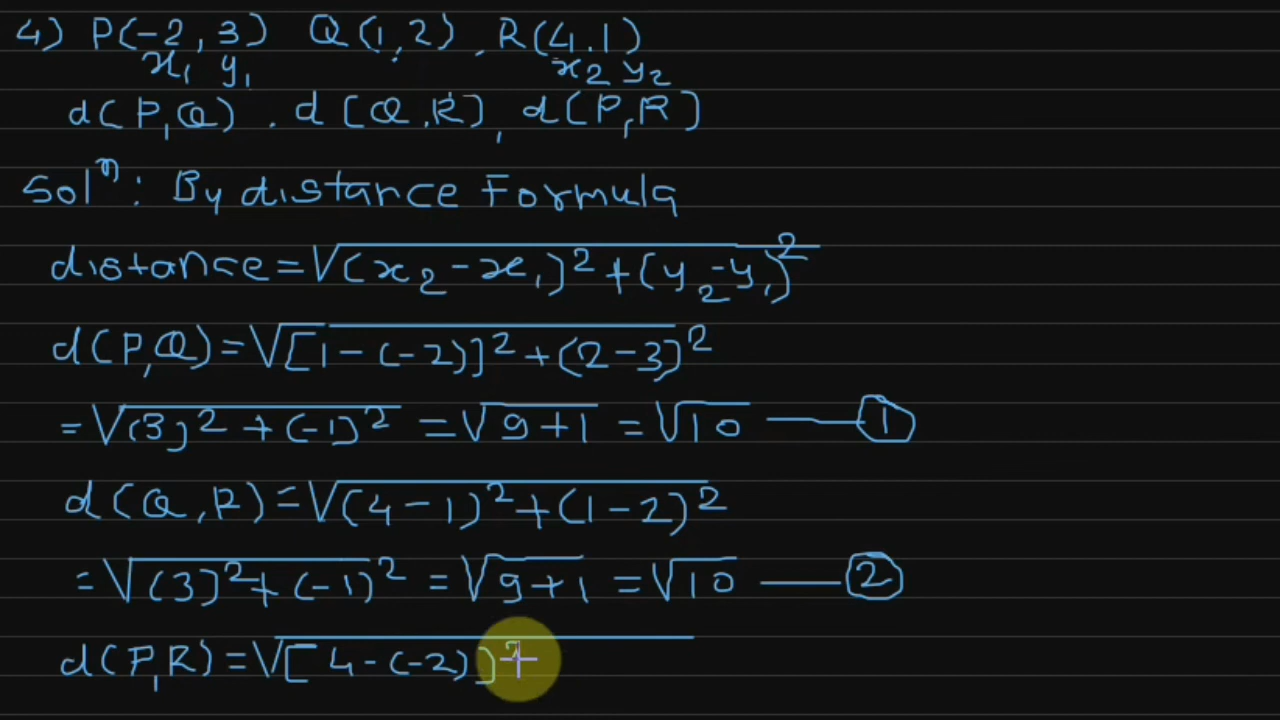 4) P(-2, 3) Q(1,2), R(4,1)
x₁ y₁ x₂ y₂
d(P,Q), d(Q,R), d(P,R)
Solⁿ: By distance Formula
distance=√(x₂-x₁)²+(y₂-y₁)²
d(P,Q)=√[1-(-2)]²+(2-3)²
=√(3)²+(-1)² =√9+1 =√10 —— ①
d(Q,R)=√(4-1)²+(1-2)²
=√(3)²+(-1)² =√9+1 =√10 —— ②
d(P,R)=√[4-(-2)]²+